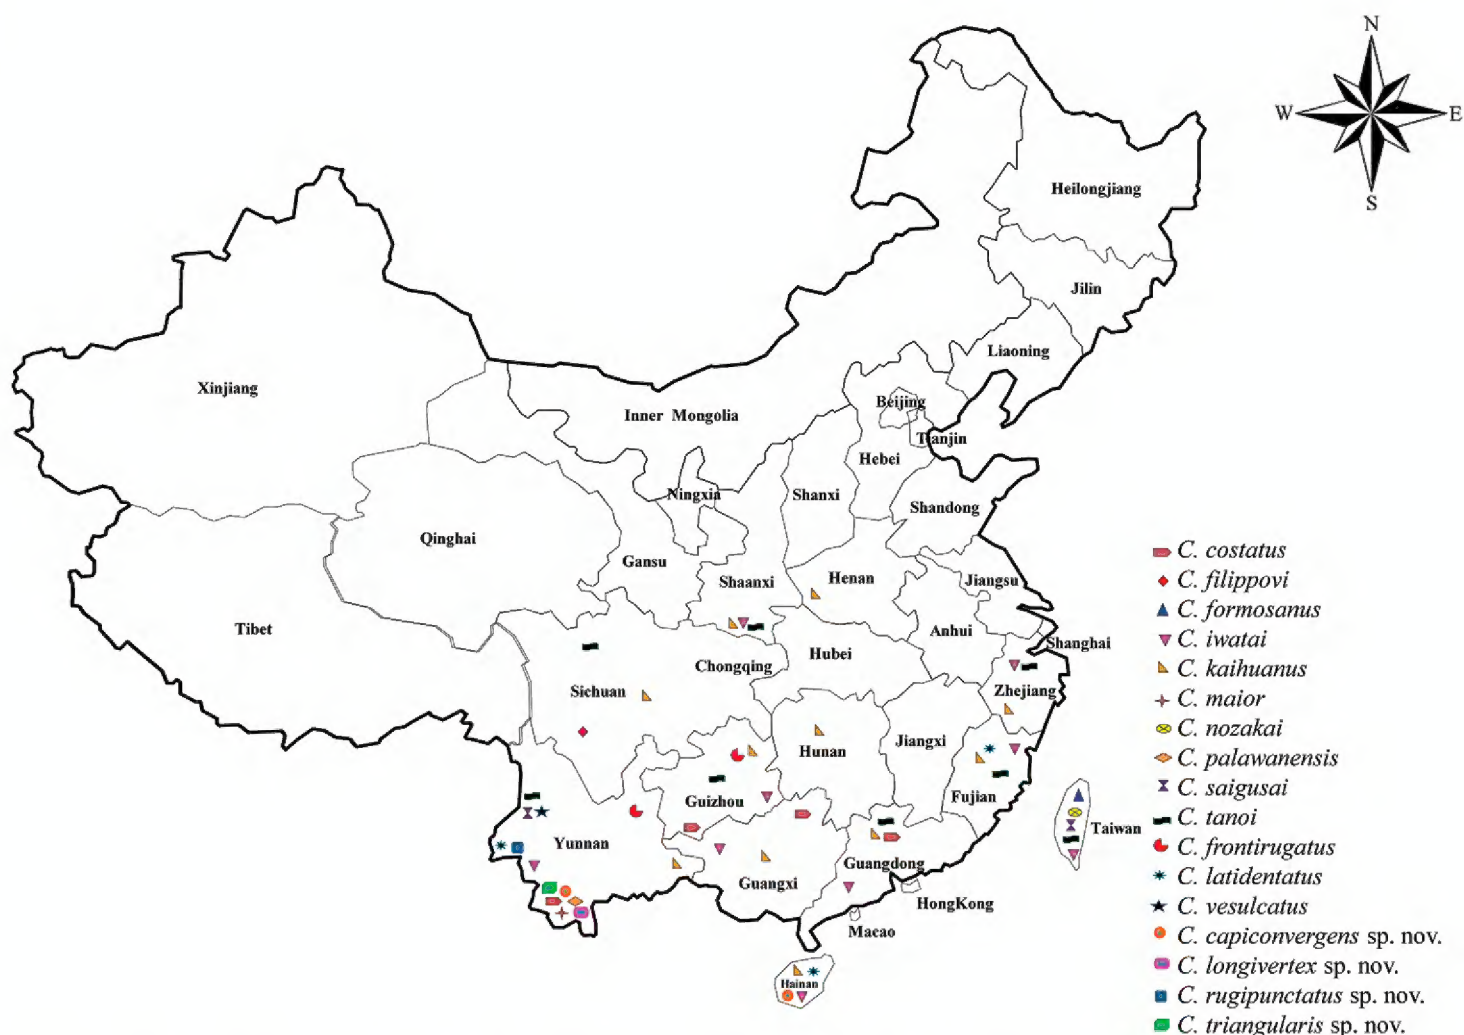 N
W
E
S
Heilongjiang
Jilin
Liaoning
Xinjiang
Inner Mongolia
Beijing
Tianjin
Hebei
Ningxia
Shanxi
Shandong
Qinghai
Gansu
Shaanxi
Henan
Jiangsu
Tibet
Anhui
Shanghai
Chongqing
Hubei
Sichuan
Zhejiang
Hunan
Jiangxi
Guizhou
Fujian
Taiwan
Yunnan
Guangxi
Guangdong
HongKong
Macao
Hainan
C. costatus
C. filippovi
C. formosanus
C. iwatai
C. kaihuanus
C. maior
C. nozakai
C. palawanensis
C. saigusai
C. tanoi
C. frontirugatus
C. latidentatus
C. vesulcatus
C. capiconvergens sp. nov.
C. longivertex sp. nov.
C. rugipunctatus sp. nov.
C. triangularis sp. nov.